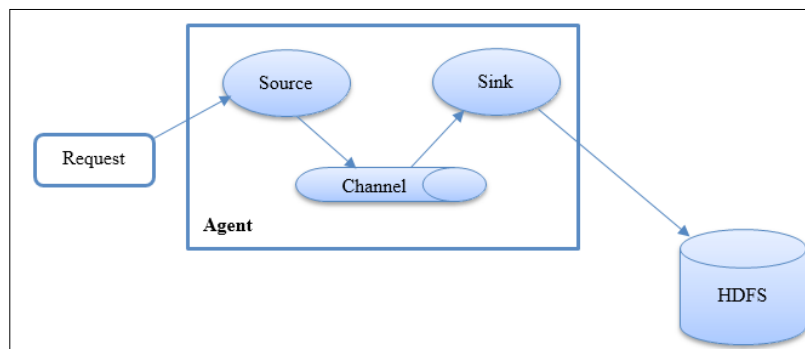 Source
Sink
Request
Channel
Agent
HDFS